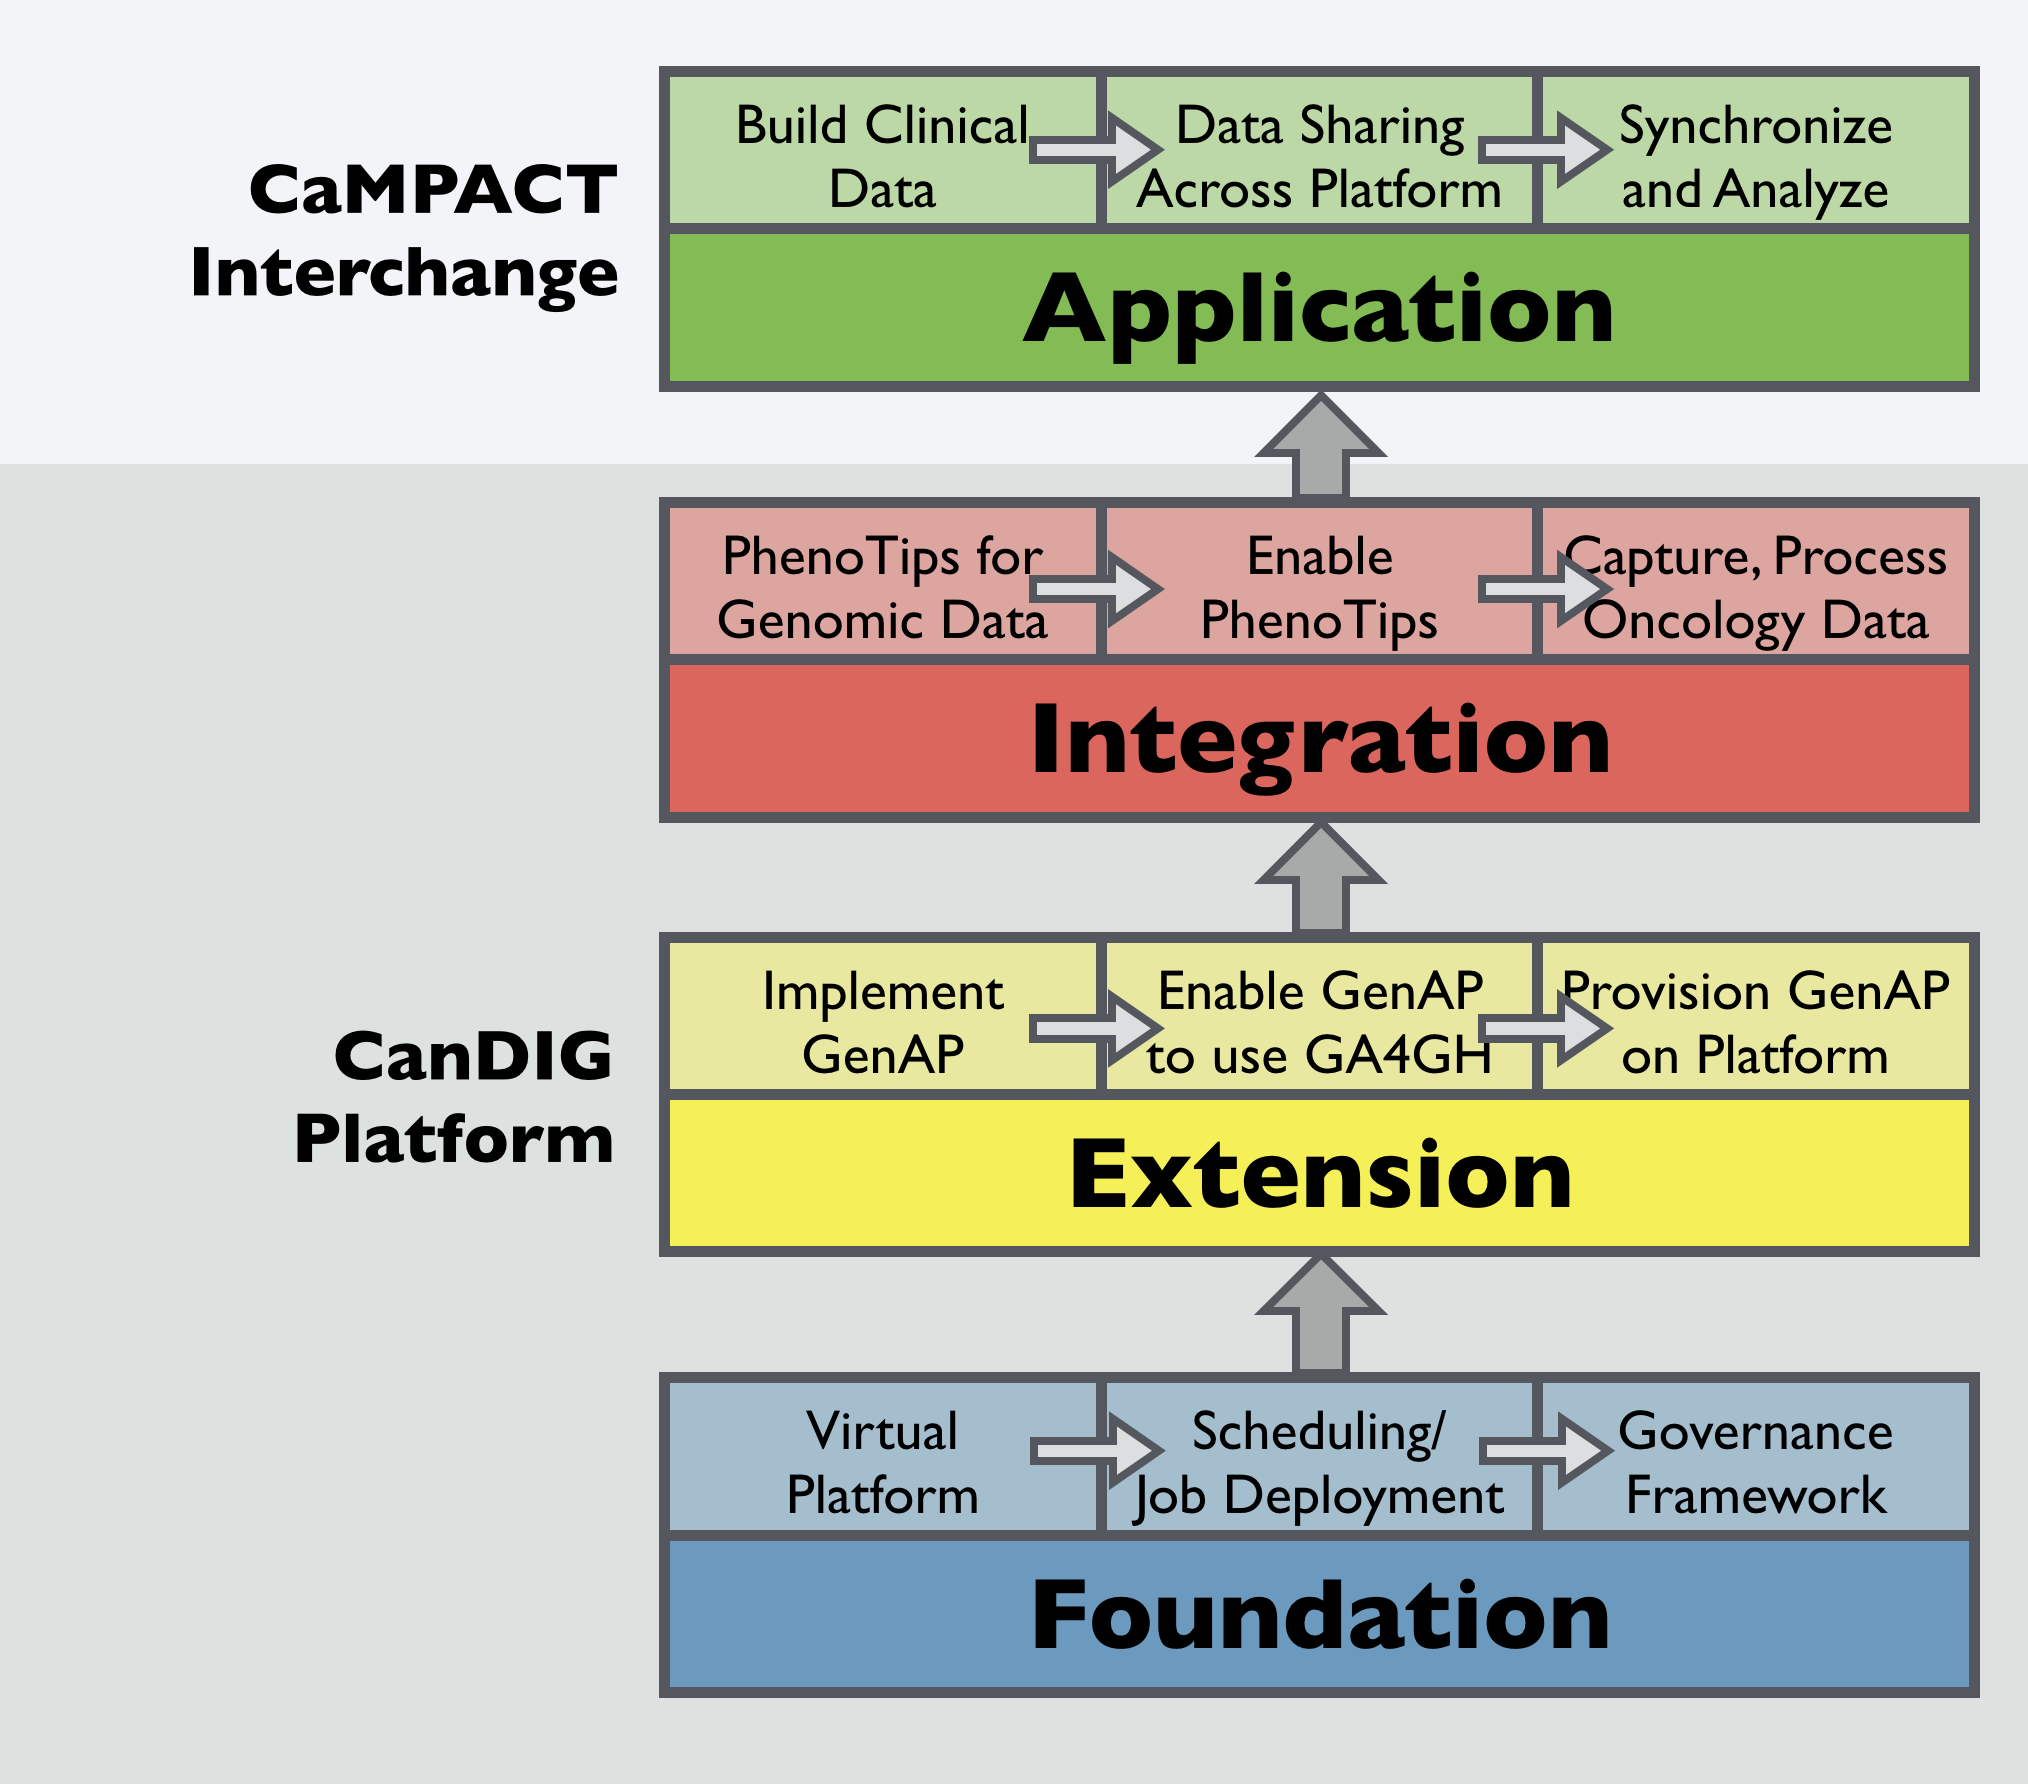 CaMPACT
Interchange
Build Clinical
Data
Data Sharing
Across Platform
Synchronize
and Analyze
Application
PhenoTips for
Genomic Data
Enable
PhenoTips
Capture, Process
Oncology Data
Integration
CanDIG
Platform
Implement
GenAP
Enable GenAP
to use GA4GH
Provision GenAP
on Platform
Extension
Virtual
Platform
Scheduling/
Job Deployment
Governance
Framework
Foundation